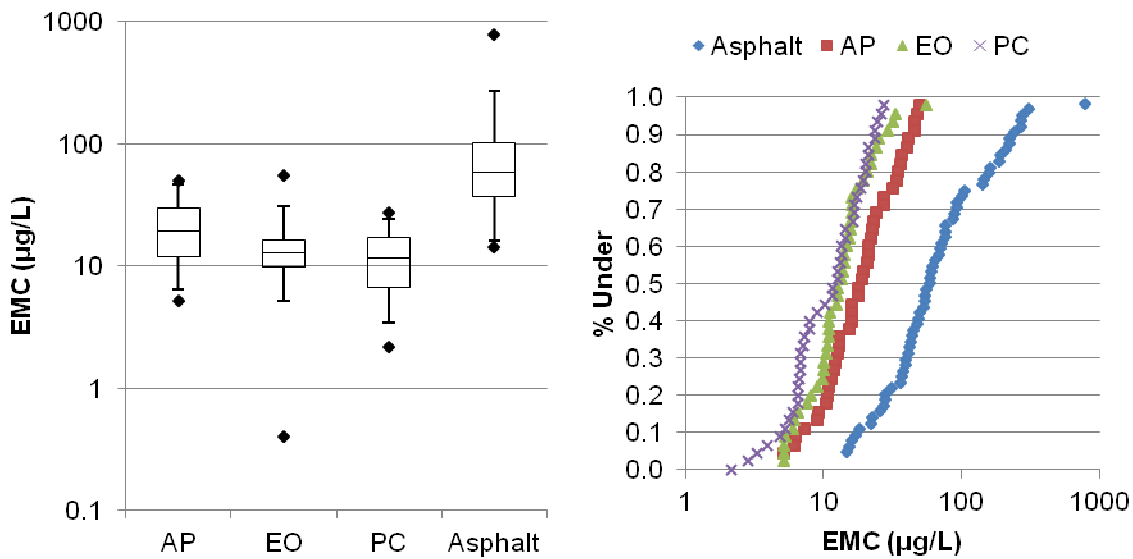 1000
100
10
1
0.1
EMC (µg/L)
AP
EO
PC
Asphalt
Asphalt AP EO PC
1.0
0.9
0.8
0.7
0.6
0.5
0.4
0.3
0.2
0.1
0.0
% Under
1 10 100 1000
EMC (µg/L)